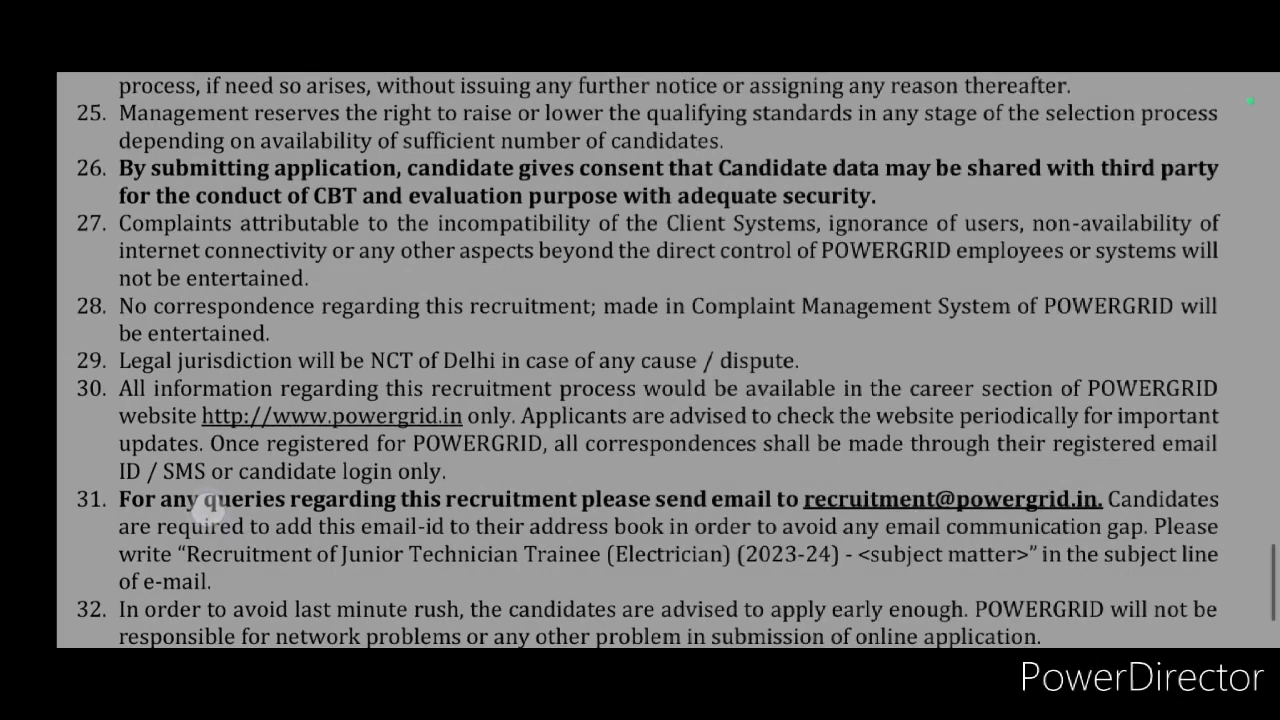 process, if need so arises, without issuing any further notice or assigning any reason thereafter.
25. Management reserves the right to raise or lower the qualifying standards in any stage of the selection process
depending on availability of sufficient number of candidates.
26. By submitting application, candidate gives consent that Candidate data may be shared with third party
for the conduct of CBT and evaluation purpose with adequate security.
27. Complaints attributable to the incompatibility of the Client Systems, ignorance of users, non-availability of
internet connectivity or any other aspects beyond the direct control of POWERGRID employees or systems will
not be entertained.
28. No correspondence regarding this recruitment; made in Complaint Management System of POWERGRID will
be entertained.
29. Legal jurisdiction will be NCT of Delhi in case of any cause / dispute.
30. All information regarding this recruitment process would be available in the career section of POWERGRID
website http://www.powergrid.in only. Applicants are advised to check the website periodically for important
updates. Once registered for POWERGRID, all correspondences shall be made through their registered email
ID / SMS or candidate login only.
31. For any queries regarding this recruitment please send email to recruitment@powergrid.in. Candidates
are required to add this email-id to their address book in order to avoid any email communication gap. Please
write “Recruitment of Junior Technician Trainee (Electrician) (2023-24) - <subject matter>” in the subject line
of e-mail.
32. In order to avoid last minute rush, the candidates are advised to apply early enough. POWERGRID will not be
responsible for network problems or any other problem in submission of online application.
PowerDirector